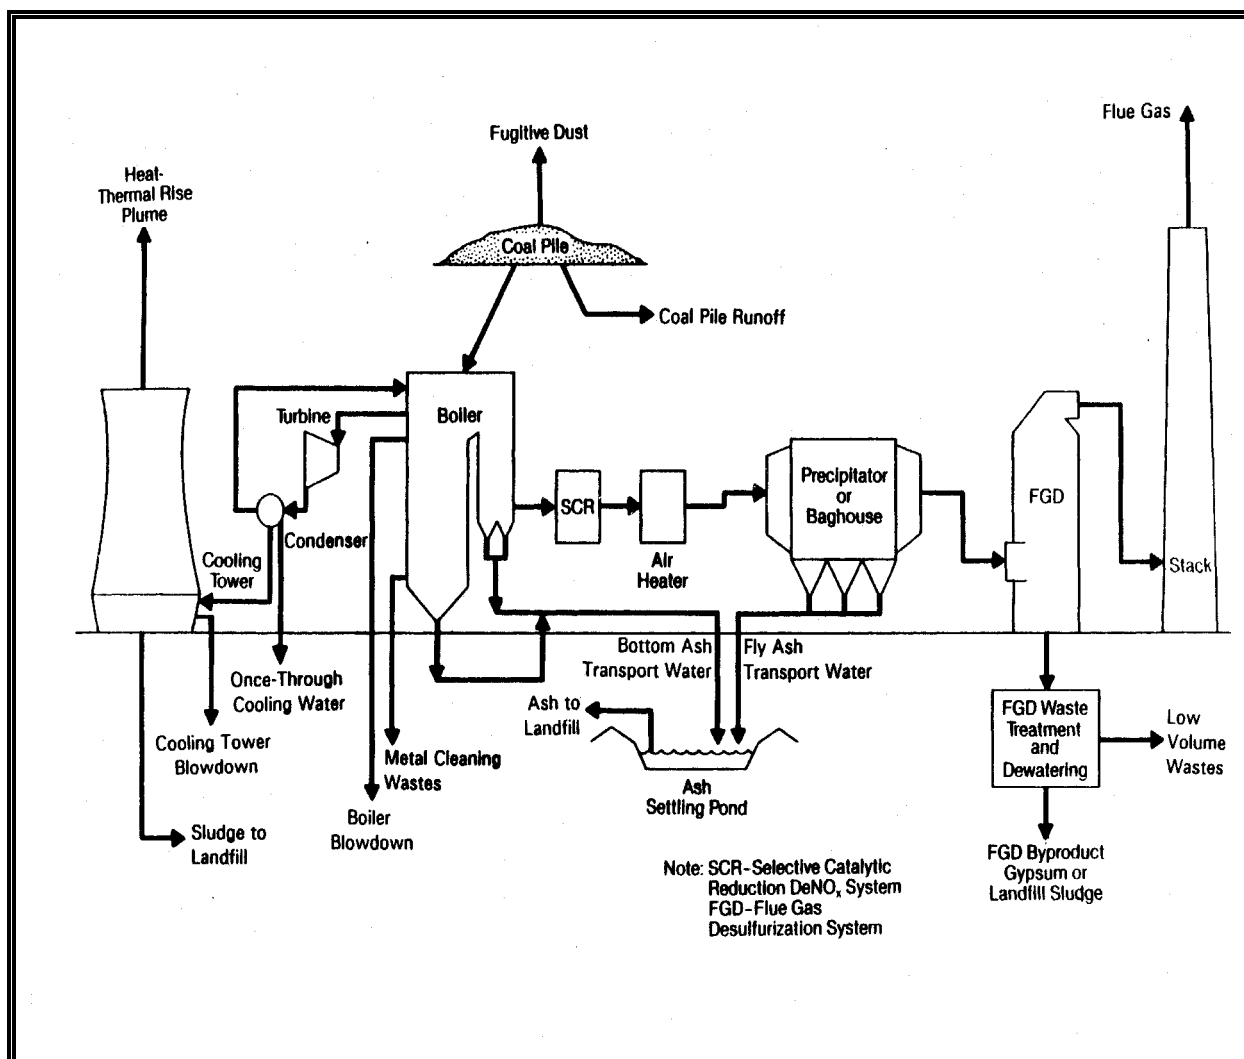 Flue Gas
Fugitive Dust
Heat-
Thermal Rise
Plume
Coal Pile
Coal Pile Runoff
Turbine
Boiler
Precipitator
or
Baghouse
SCR
FGD
Condenser
Cooling
Tower
Air
Heater
Stack
Bottom Ash
Transport Water
Fly Ash
Transport Water
Once-Through
Cooling Water
Ash to
Landfill
FGD Waste
Treatment
and
Dewatering
Low
Volume
Wastes
Cooling Tower
Blowdown
Metal Cleaning
Wastes
Ash
Settling Pond
Boiler
Blowdown
Sludge to
Landfill
FGD Byproduct
Gypsum or
Landfill Sludge
Note: SCR-Selective Catalytic
Reduction DeNOₓ System
FGD-Flue Gas
Desulfurization System